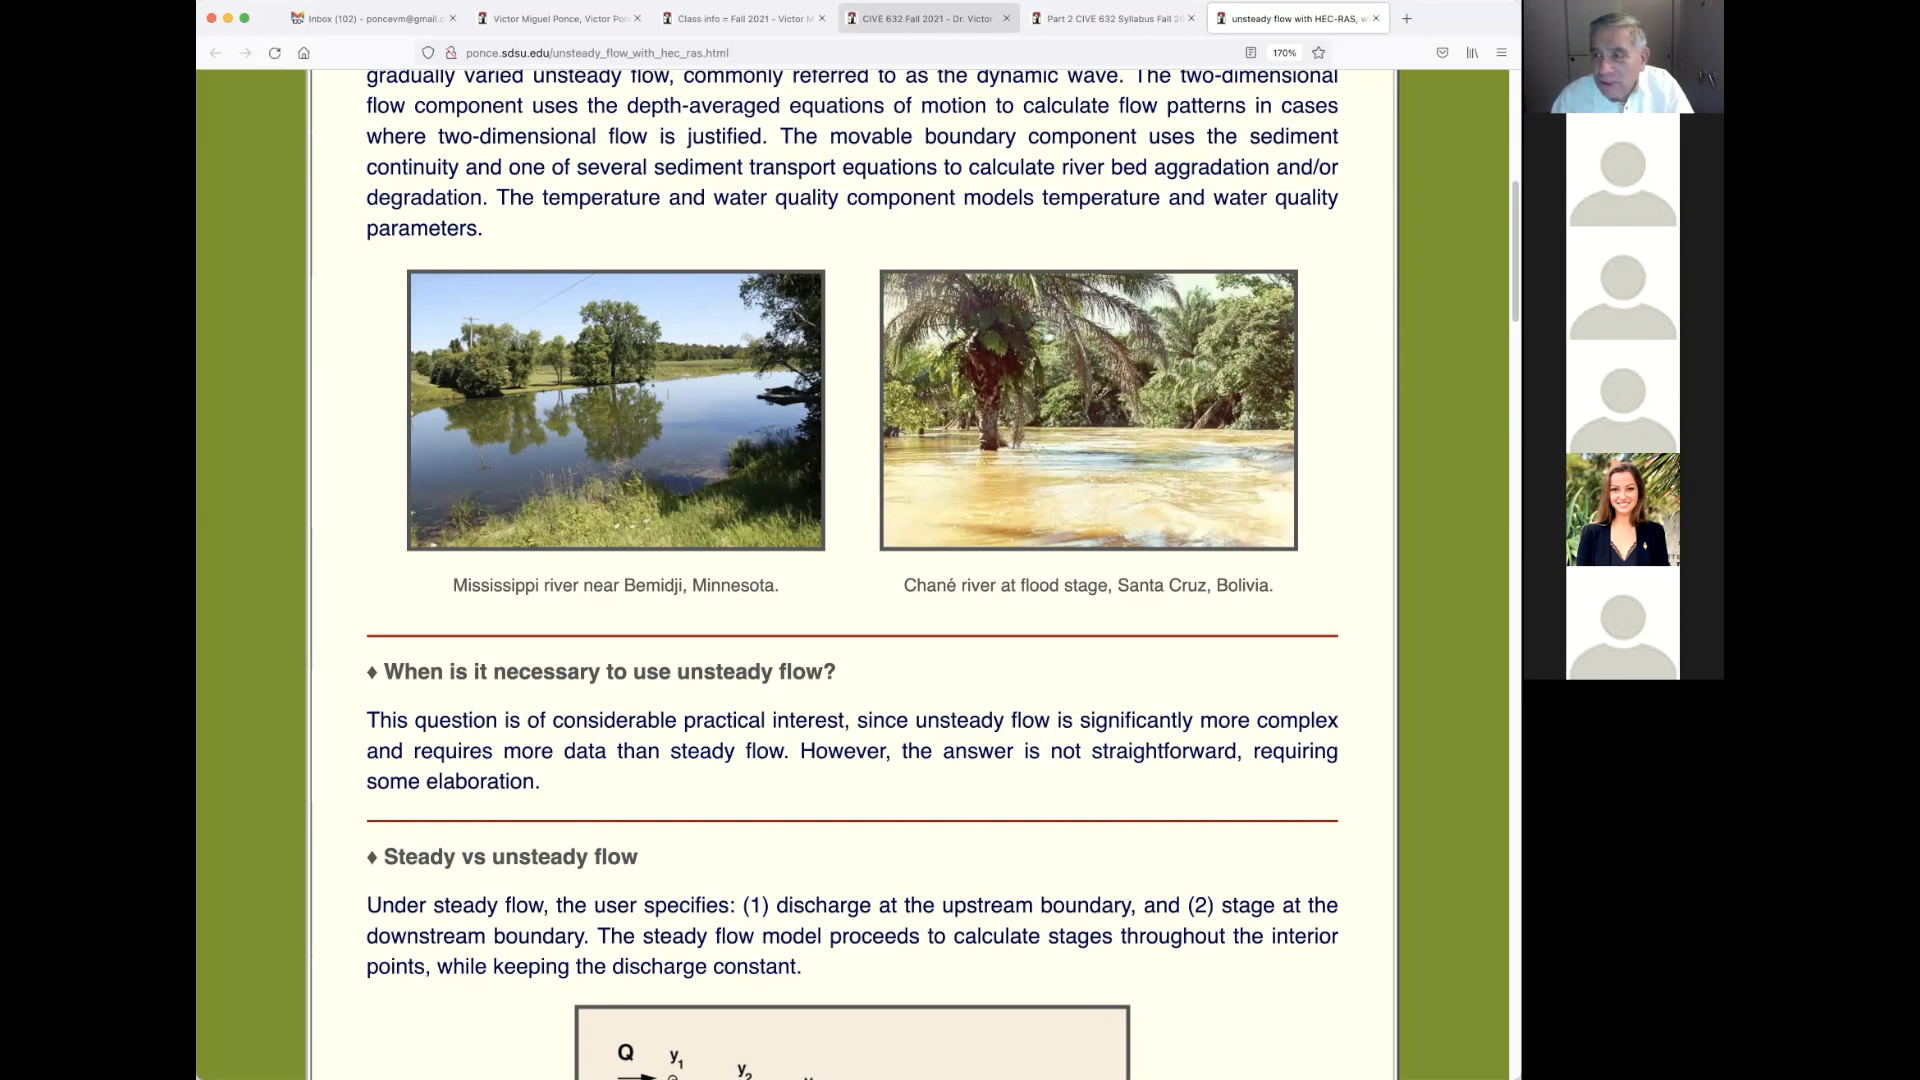 Inbox (102) - poncevm@gmail.c
Victor Miguel Ponce, Victor Pon
Class info = Fall 2021 - Victor M
CIVE 632 Fall 2021 - Dr. Victor
Part 2 CIVE 632 Syllabus Fall 20
unsteady flow with HEC-RAS, w
ponce.sdsu.edu/unsteady_flow_with_hec_ras.html
170%
gradually varied unsteady flow, commonly referred to as the dynamic wave. The two-dimensional
flow component uses the depth-averaged equations of motion to calculate flow patterns in cases
where two-dimensional flow is justified. The movable boundary component uses the sediment
continuity and one of several sediment transport equations to calculate river bed aggradation and/or
degradation. The temperature and water quality component models temperature and water quality
parameters.
Mississippi river near Bemidji, Minnesota.
Chané river at flood stage, Santa Cruz, Bolivia.
♦ When is it necessary to use unsteady flow?
This question is of considerable practical interest, since unsteady flow is significantly more complex
and requires more data than steady flow. However, the answer is not straightforward, requiring
some elaboration.
♦ Steady vs unsteady flow
Under steady flow, the user specifies: (1) discharge at the upstream boundary, and (2) stage at the
downstream boundary. The steady flow model proceeds to calculate stages throughout the interior
points, while keeping the discharge constant.
Q y1
y2